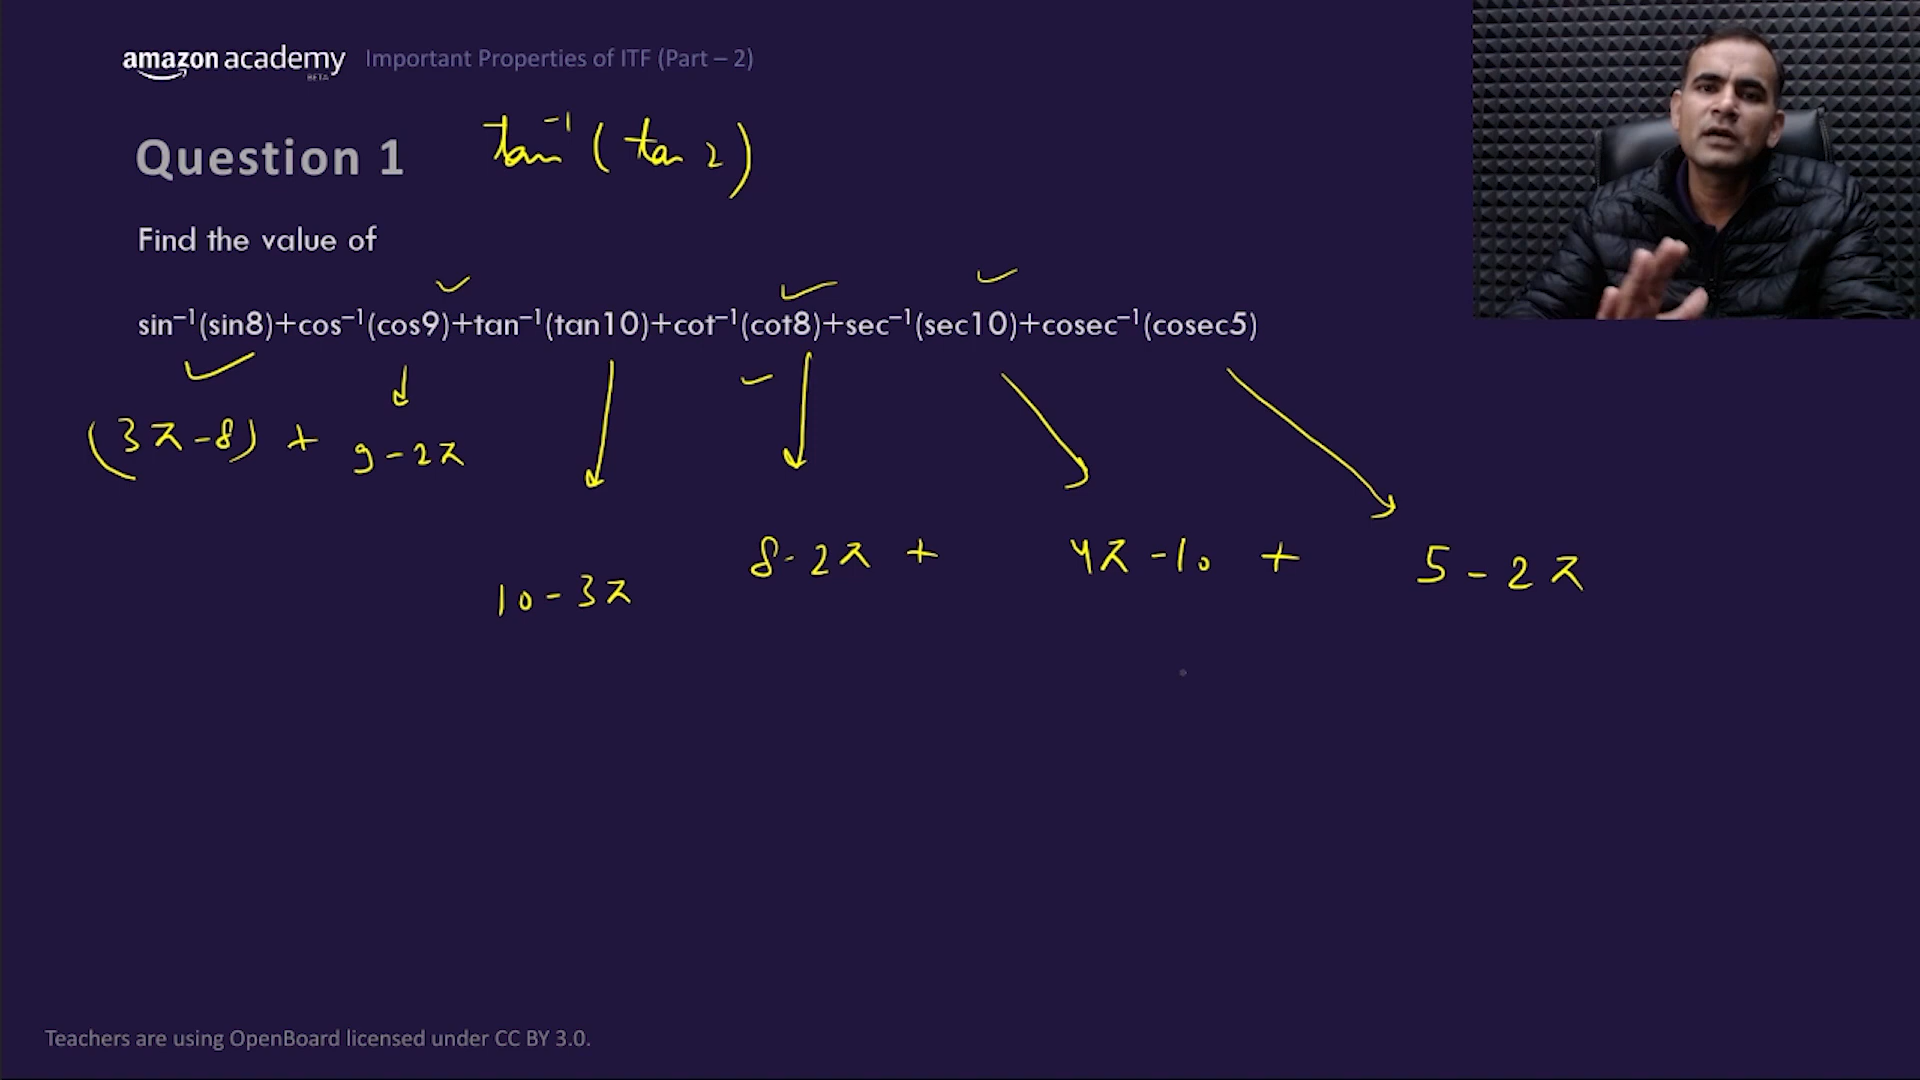 amazon academy Important Properties of ITF (Part – 2)
BETA
Question 1 tan⁻¹(tan 2)
Find the value of
sin⁻¹(sin8)+cos⁻¹(cos9)+tan⁻¹(tan10)+cot⁻¹(cot8)+sec⁻¹(sec10)+cosec⁻¹(cosec5)
(3π-8) + 9-2π
10-3π 8-2π + 4π-10 + 5-2π
Teachers are using OpenBoard licensed under CC BY 3.0.